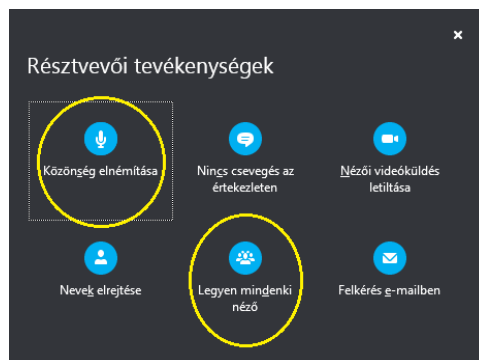 Résztvevői tevékenységek
Közönség elnémítása
Nincs csevegés az
értekezleten
Nézői videóküldés
letiltása
Nevek elrejtése
Legyen mindenki
néző
Felkérés e-mailben